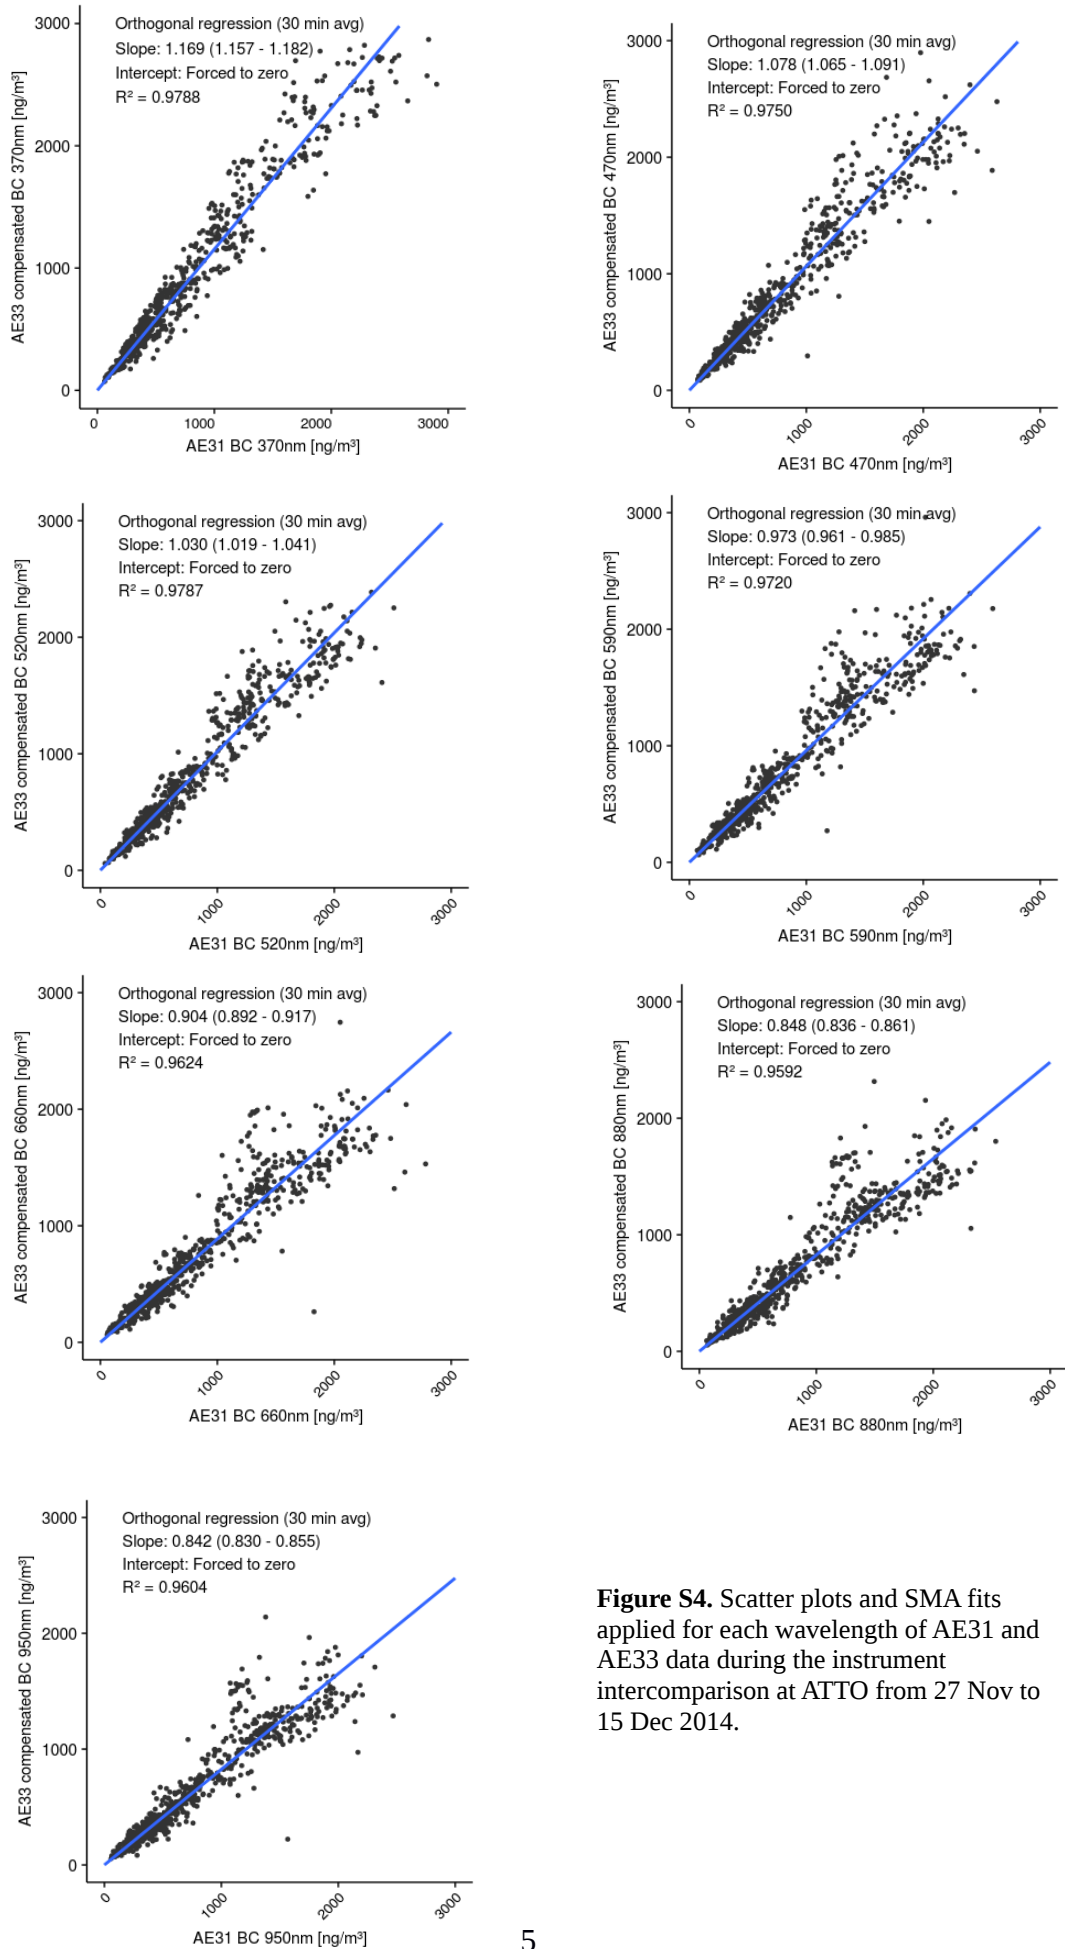 Orthogonal regression (30 min avg)
Slope: 1.169 (1.157 - 1.182)
Intercept: Forced to zero
R² = 0.9788
3000
2000
1000
0
AE33 compensated BC 370nm [ng/m³]
0 1000 2000 3000
AE31 BC 370nm [ng/m³]
Orthogonal regression (30 min avg)
Slope: 1.078 (1.065 - 1.091)
Intercept: Forced to zero
R² = 0.9750
3000
2000
1000
0
AE33 compensated BC 470nm [ng/m³]
0 1000 2000 3000
AE31 BC 470nm [ng/m³]
Orthogonal regression (30 min avg)
Slope: 1.030 (1.019 - 1.041)
Intercept: Forced to zero
R² = 0.9787
3000
2000
1000
0
AE33 compensated BC 520nm [ng/m³]
0 1000 2000 3000
AE31 BC 520nm [ng/m³]
Orthogonal regression (30 min avg)
Slope: 0.973 (0.961 - 0.985)
Intercept: Forced to zero
R² = 0.9720
3000
2000
1000
0
AE33 compensated BC 590nm [ng/m³]
0 1000 2000 3000
AE31 BC 590nm [ng/m³]
Orthogonal regression (30 min avg)
Slope: 0.904 (0.892 - 0.917)
Intercept: Forced to zero
R² = 0.9624
3000
2000
1000
0
AE33 compensated BC 660nm [ng/m³]
0 1000 2000 3000
AE31 BC 660nm [ng/m³]
Orthogonal regression (30 min avg)
Slope: 0.848 (0.836 - 0.861)
Intercept: Forced to zero
R² = 0.9592
3000
2000
1000
0
AE33 compensated BC 880nm [ng/m³]
0 1000 2000 3000
AE31 BC 880nm [ng/m³]
Orthogonal regression (30 min avg)
Slope: 0.842 (0.830 - 0.855)
Intercept: Forced to zero
R² = 0.9604
3000
2000
1000
0
AE33 compensated BC 950nm [ng/m³]
0 1000 2000 3000
AE31 BC 950nm [ng/m³]
Figure S4. Scatter plots and SMA fits
applied for each wavelength of AE31 and
AE33 data during the instrument
intercomparison at ATTO from 27 Nov to
15 Dec 2014.
5